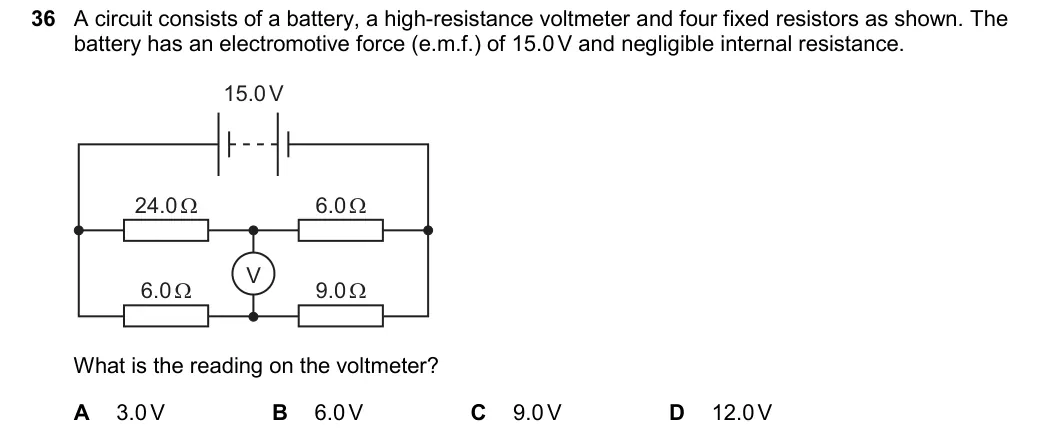 36 A circuit consists of a battery, a high-resistance voltmeter and four fixed resistors as shown. The
battery has an electromotive force (e.m.f.) of 15.0 V and negligible internal resistance.
15.0 V
24.0 Ω 6.0 Ω
V
6.0 Ω 9.0 Ω
What is the reading on the voltmeter?
A 3.0 V B 6.0 V C 9.0 V D 12.0 V